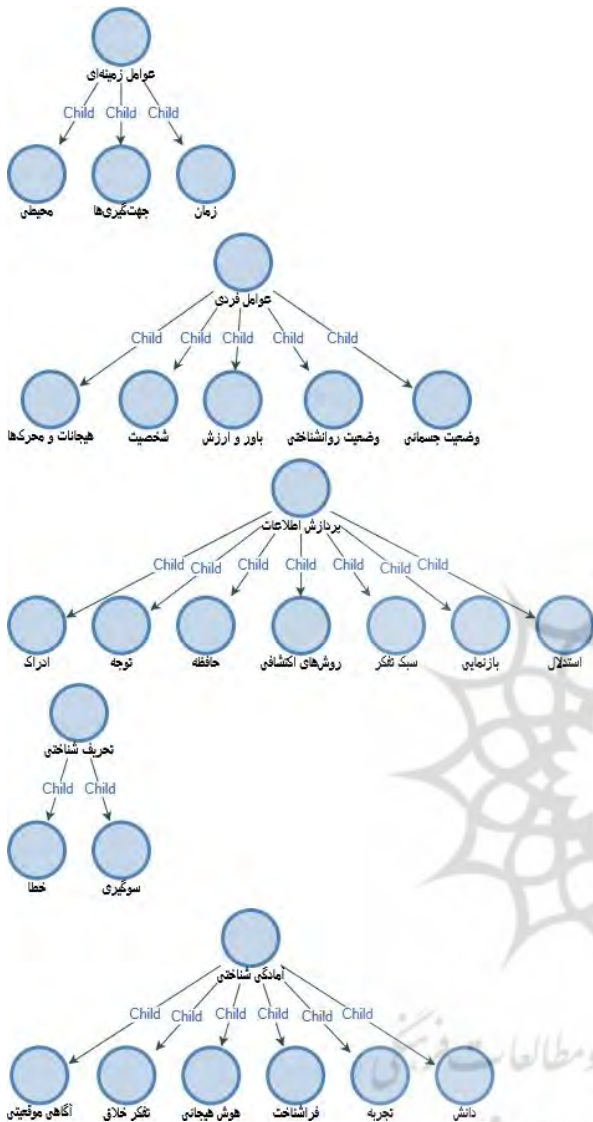 عوامل زمینه‌ای
Child Child Child
محیطی جهت‌گیری‌ها زمان
عوامل فردی
Child Child Child Child Child
هیجانات و محرک‌ها شخصیت باور و ارزش وضعیت روانشناختی وضعیت جسمانی
پردازش اطلاعات
Child Child Child Child Child Child Child
ادراک توجه حافظه روش‌های اکتشافی سبک تفکر بازنمایی استدلال
تحریف شناختی
Child Child
خطا سوگیری
آمادگی شناختی
Child Child Child Child Child Child
آگاهی موقعیتی تفکر خلاق هوش هیجانی فراشناخت تجربه دانش
ومطالعات فرهنگی